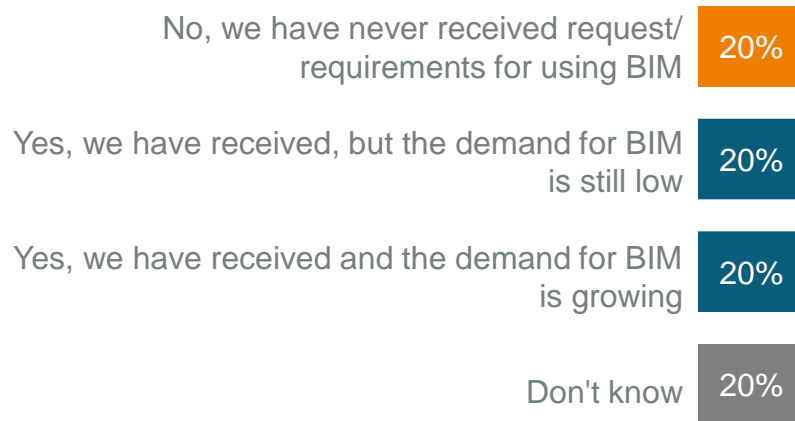 No, we have never received request/
requirements for using BIM
20%
Yes, we have received, but the demand for BIM
is still low
20%
Yes, we have received and the demand for BIM
is growing
20%
Don't know
20%